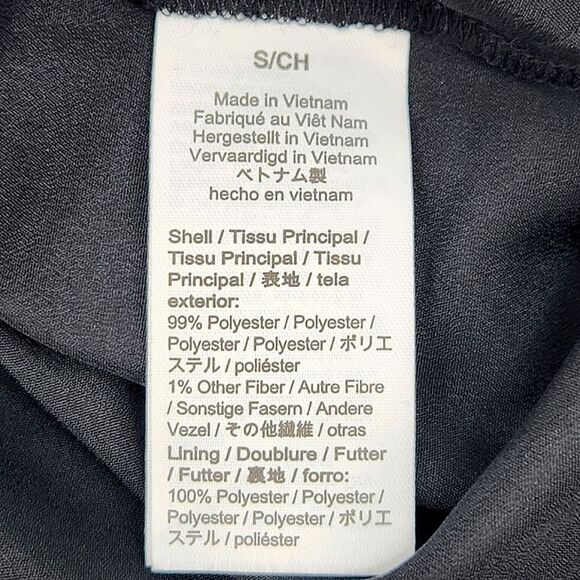 S/CH
Made in Vietnam
Fabriqué au Viêt Nam
Hergestellt in Vietnam
Vervaardigd in Vietnam
ベトナム製
hecho en vietnam
Shell / Tissu Principal /
Tissu Principal / Tissu
Principal / 表地 / tela
exterior:
99% Polyester / Polyester /
Polyester / Polyester / ポリエ
ステル / poliéster
1% Other Fiber / Autre Fibre
/ Sonstige Fasern / Andere
Vezel / その他繊維 / otras
Lining / Doublure / Futter
/ Futter / 裏地 / forro:
100% Polyester / Polyester /
Polyester / Polyester / ポリエ
ステル / poliéster